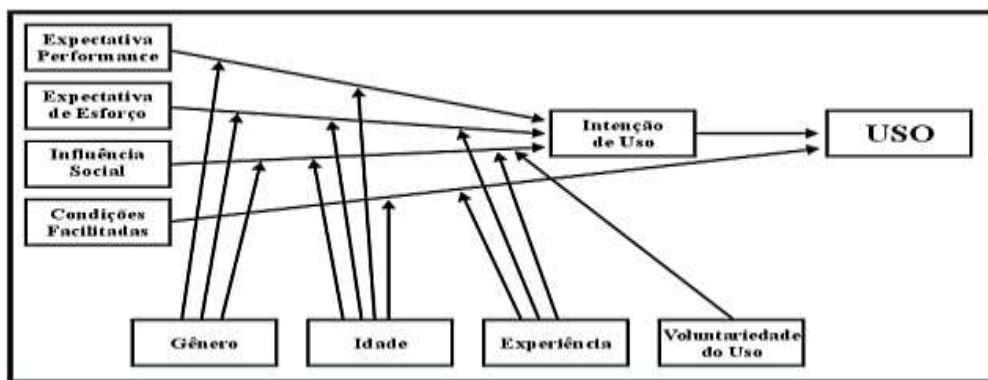 Expectativa
Performance
Expectativa
de Esforço
Influência
Social
Condições
Facilitadas
Intenção
de Uso
USO
Gênero
Idade
Experiência
Voluntariedade
do Uso